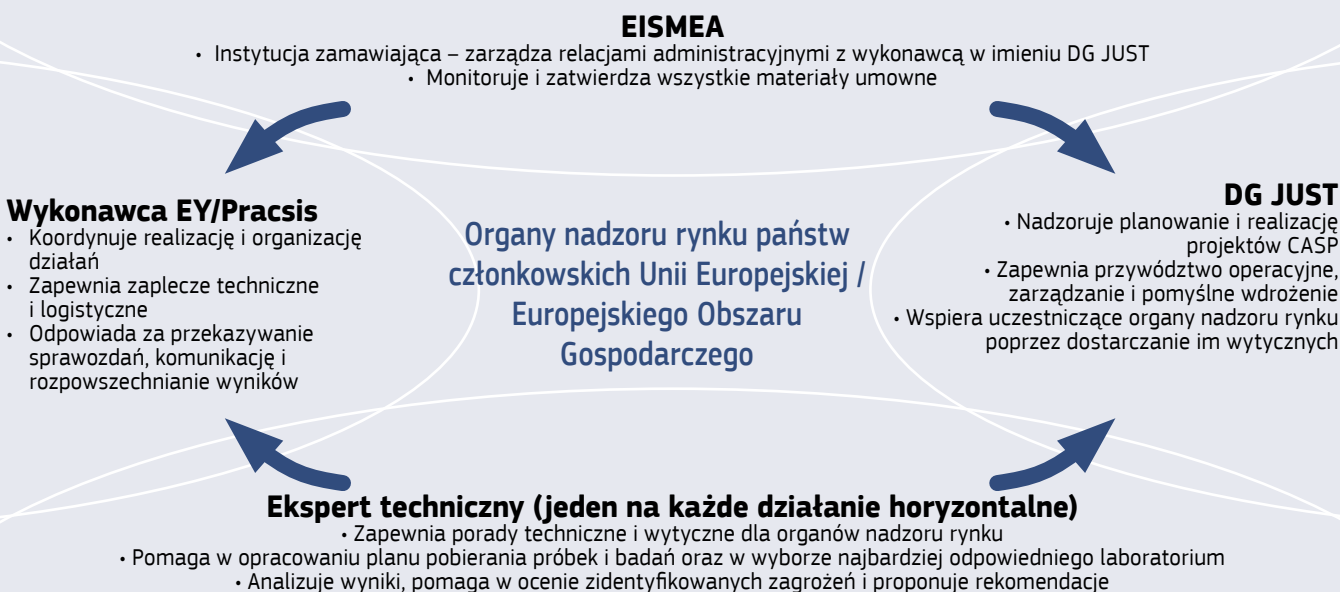 EISMEA
• Instytucja zamawiająca – zarządza relacjami administracyjnymi z wykonawcą w imieniu DG JUST
• Monitoruje i zatwierdza wszystkie materiały umowne
Wykonawca EY/Pracsis
• Koordynuje realizację i organizację
działań
• Zapewnia zaplecze techniczne
i logistyczne
• Odpowiada za przekazywanie
sprawozdań, komunikację i
rozpowszechnianie wyników
Organy nadzoru rynku państw
członkowskich Unii Europejskiej /
Europejskiego Obszaru
Gospodarczego
DG JUST
• Nadzoruje planowanie i realizację
projektów CASP
• Zapewnia przywództwo operacyjne,
zarządzanie i pomyślne wdrożenie
• Wspiera uczestniczące organy nadzoru rynku
poprzez dostarczanie im wytycznych
Ekspert techniczny (jeden na każde działanie horyzontalne)
• Zapewnia porady techniczne i wytyczne dla organów nadzoru rynku
• Pomaga w opracowaniu planu pobierania próbek i badań oraz w wyborze najbardziej odpowiedniego laboratorium
• Analizuje wyniki, pomaga w ocenie zidentyfikowanych zagrożeń i proponuje rekomendacje